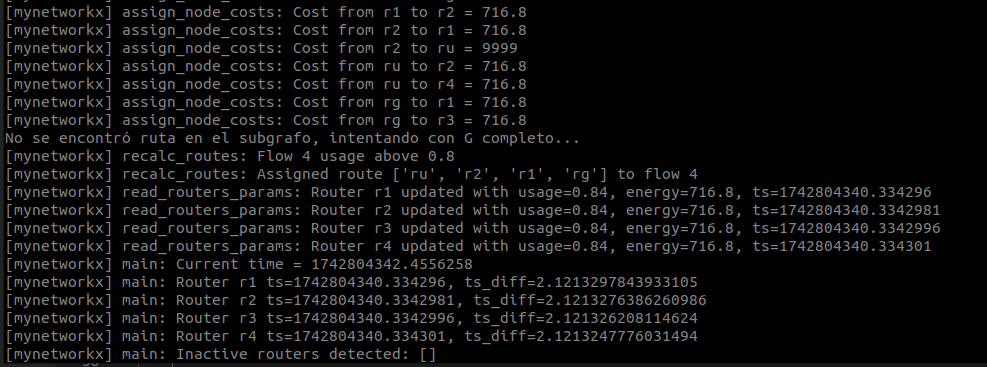 [mynetworkx] assign_node_costs: Cost from r1 to r2 = 716.8
[mynetworkx] assign_node_costs: Cost from r2 to r1 = 716.8
[mynetworkx] assign_node_costs: Cost from r2 to ru = 9999
[mynetworkx] assign_node_costs: Cost from ru to r2 = 716.8
[mynetworkx] assign_node_costs: Cost from ru to r4 = 716.8
[mynetworkx] assign_node_costs: Cost from rg to r1 = 716.8
[mynetworkx] assign_node_costs: Cost from rg to r3 = 716.8
No se encontró ruta en el subgrafo, intentando con G completo...
[mynetworkx] recalc_routes: Flow 4 usage above 0.8
[mynetworkx] recalc_routes: Assigned route ['ru', 'r2', 'r1', 'rg'] to flow 4
[mynetworkx] read_routers_params: Router r1 updated with usage=0.84, energy=716.8, ts=1742804340.334296
[mynetworkx] read_routers_params: Router r2 updated with usage=0.84, energy=716.8, ts=1742804340.3342981
[mynetworkx] read_routers_params: Router r3 updated with usage=0.84, energy=716.8, ts=1742804340.3342996
[mynetworkx] read_routers_params: Router r4 updated with usage=0.84, energy=716.8, ts=1742804340.334301
[mynetworkx] main: Current time = 1742804342.4556258
[mynetworkx] main: Router r1 ts=1742804340.334296, ts_diff=2.1213297843933105
[mynetworkx] main: Router r2 ts=1742804340.3342981, ts_diff=2.1213276386260986
[mynetworkx] main: Router r3 ts=1742804340.3342996, ts_diff=2.121326208114624
[mynetworkx] main: Router r4 ts=1742804340.334301, ts_diff=2.1213247776031494
[mynetworkx] main: Inactive routers detected: []